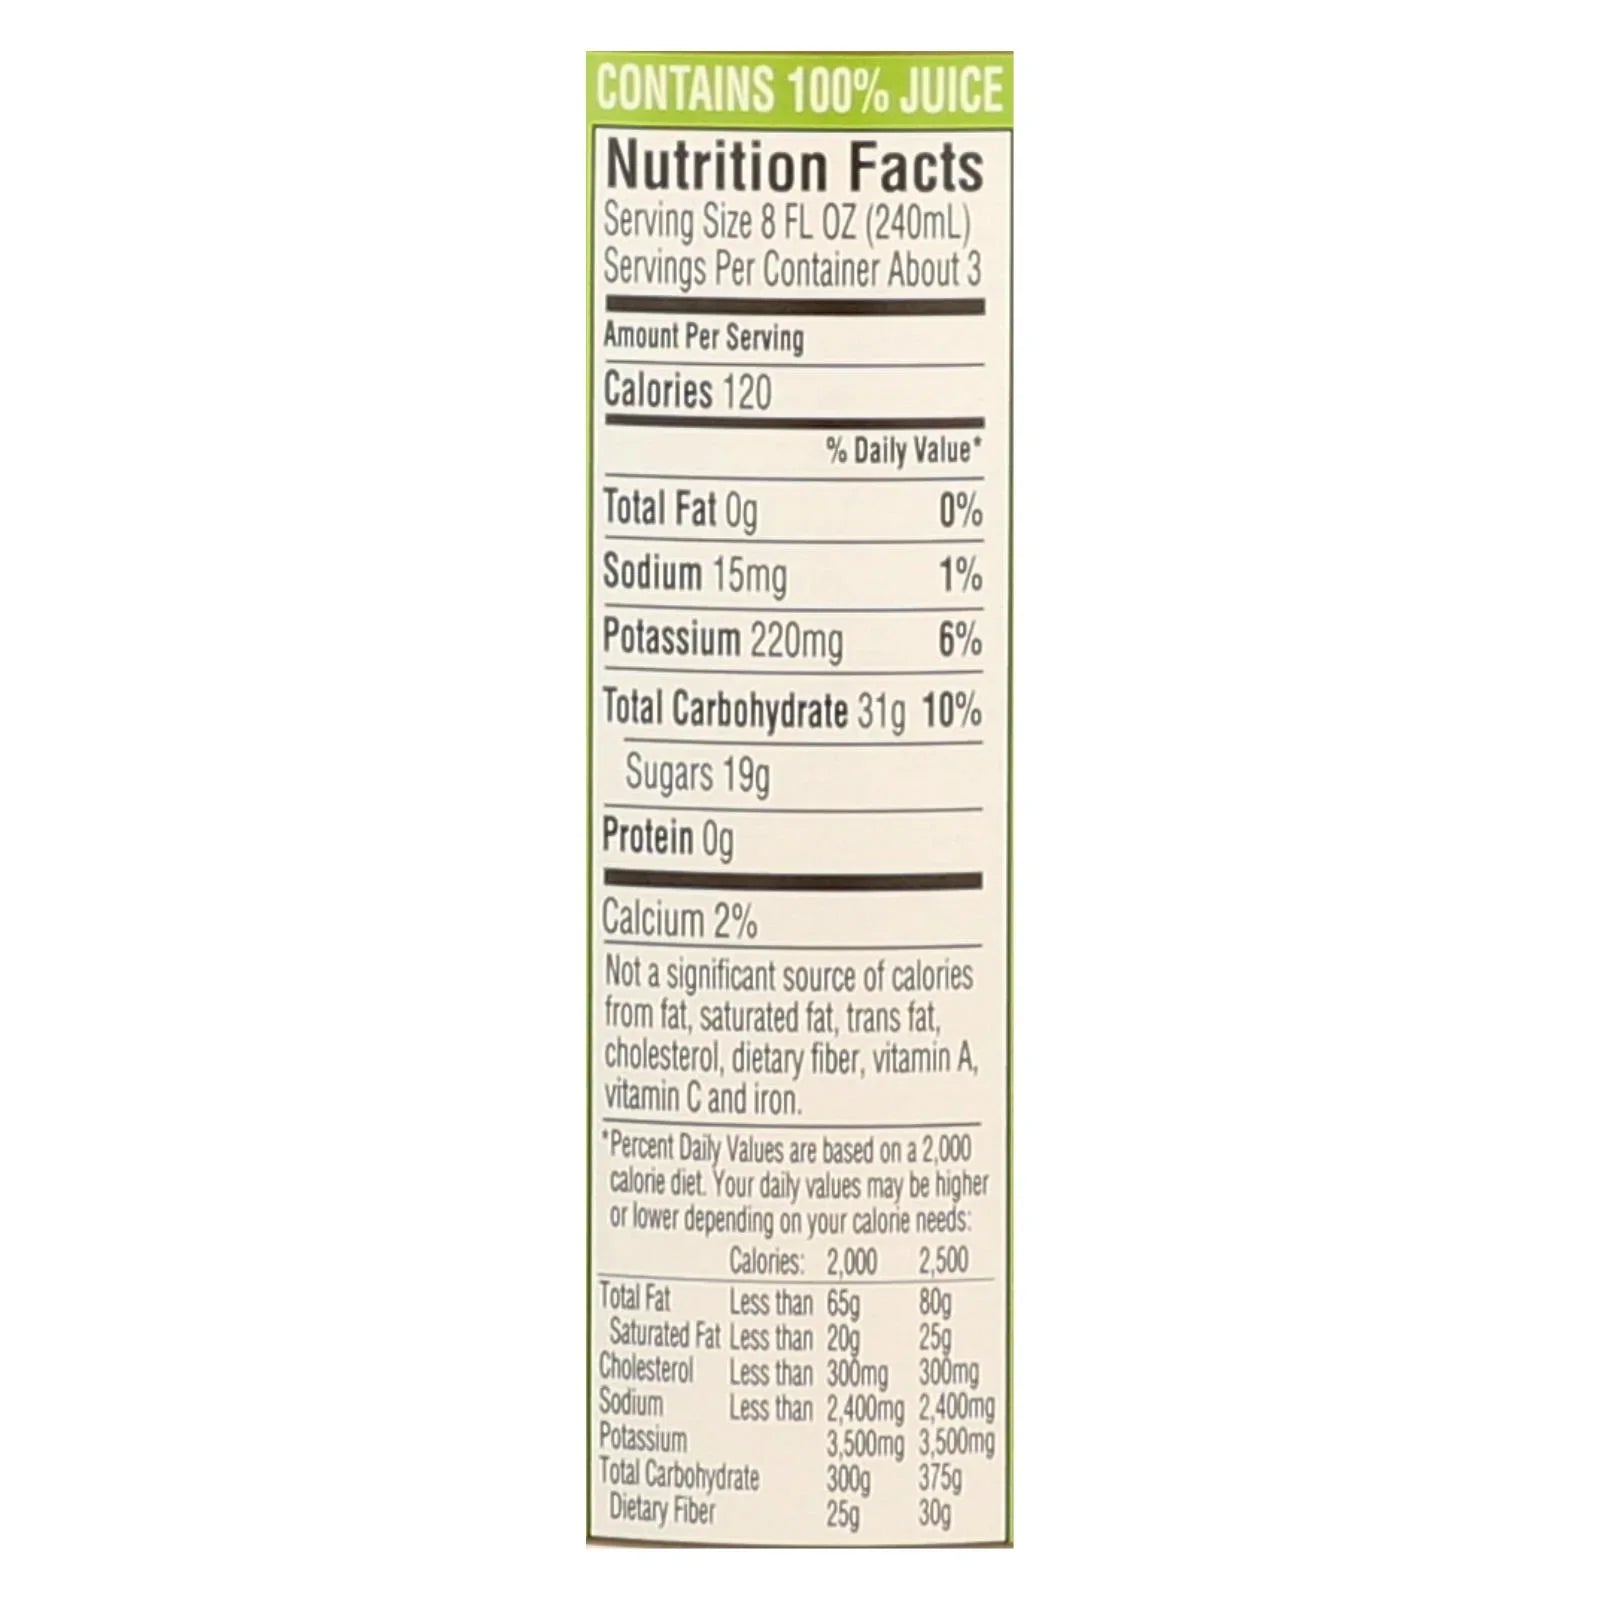 CONTAINS 100% JUICE
Nutrition Facts
Serving Size 8 FL OZ (240mL)
Servings Per Container About 3
Amount Per Serving
Calories 120
% Daily Value*
Total Fat 0g 0%
Sodium 15mg 1%
Potassium 220mg 6%
Total Carbohydrate 31g 10%
Sugars 19g
Protein 0g
Calcium 2%
Not a significant source of calories
from fat, saturated fat, trans fat,
cholesterol, dietary fiber, vitamin A,
vitamin C and iron.
*Percent Daily Values are based on a 2,000
calorie diet. Your daily values may be higher
or lower depending on your calorie needs:
Calories: 2,000 2,500
Total Fat Less than 65g 80g
Saturated Fat Less than 20g 25g
Cholesterol Less than 300mg 300mg
Sodium Less than 2,400mg 2,400mg
Potassium 3,500mg 3,500mg
Total Carbohydrate 300g 375g
Dietary Fiber 25g 30g